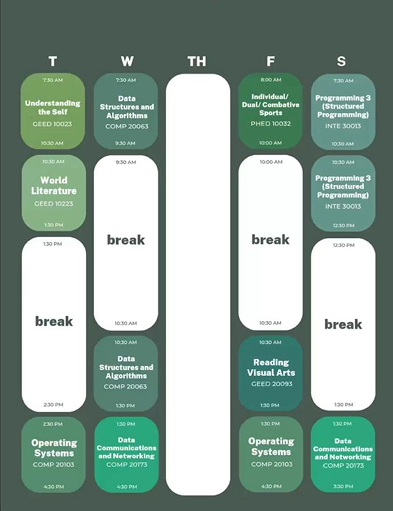 T
W
TH
F
S
7:30 AM
Understanding
the Self
GEED 10023
10:30 AM
10:30 AM
World
Literature
GEED 10223
1:30 PM
1:30 PM
break
2:30 PM
2:30 PM
Operating
Systems
COMP 20103
4:30 PM
7:30 AM
Data
Structures and
Algorithms
COMP 20063
9:30 AM
9:30 AM
break
10:30 AM
10:30 AM
Data
Structures and
Algorithms
COMP 20063
1:30 PM
1:30 PM
Data
Communications
and Networking
COMP 20173
4:30 PM
8:00 AM
Individual/
Dual/ Combative
Sports
PHED 10032
10:00 AM
10:00 AM
break
10:30 AM
10:30 AM
Reading
Visual Arts
GEED 20093
1:30 PM
1:30 PM
Operating
Systems
COMP 20103
4:30 PM
7:30 AM
Programming 3
(Structured
Programming)
INTE 30013
10:30 AM
10:30 AM
Programming 3
(Structured
Programming)
INTE 30013
12:30 PM
12:30 PM
break
1:30 PM
1:30 PM
Data
Communications
and Networking
COMP 20173
3:30 PM